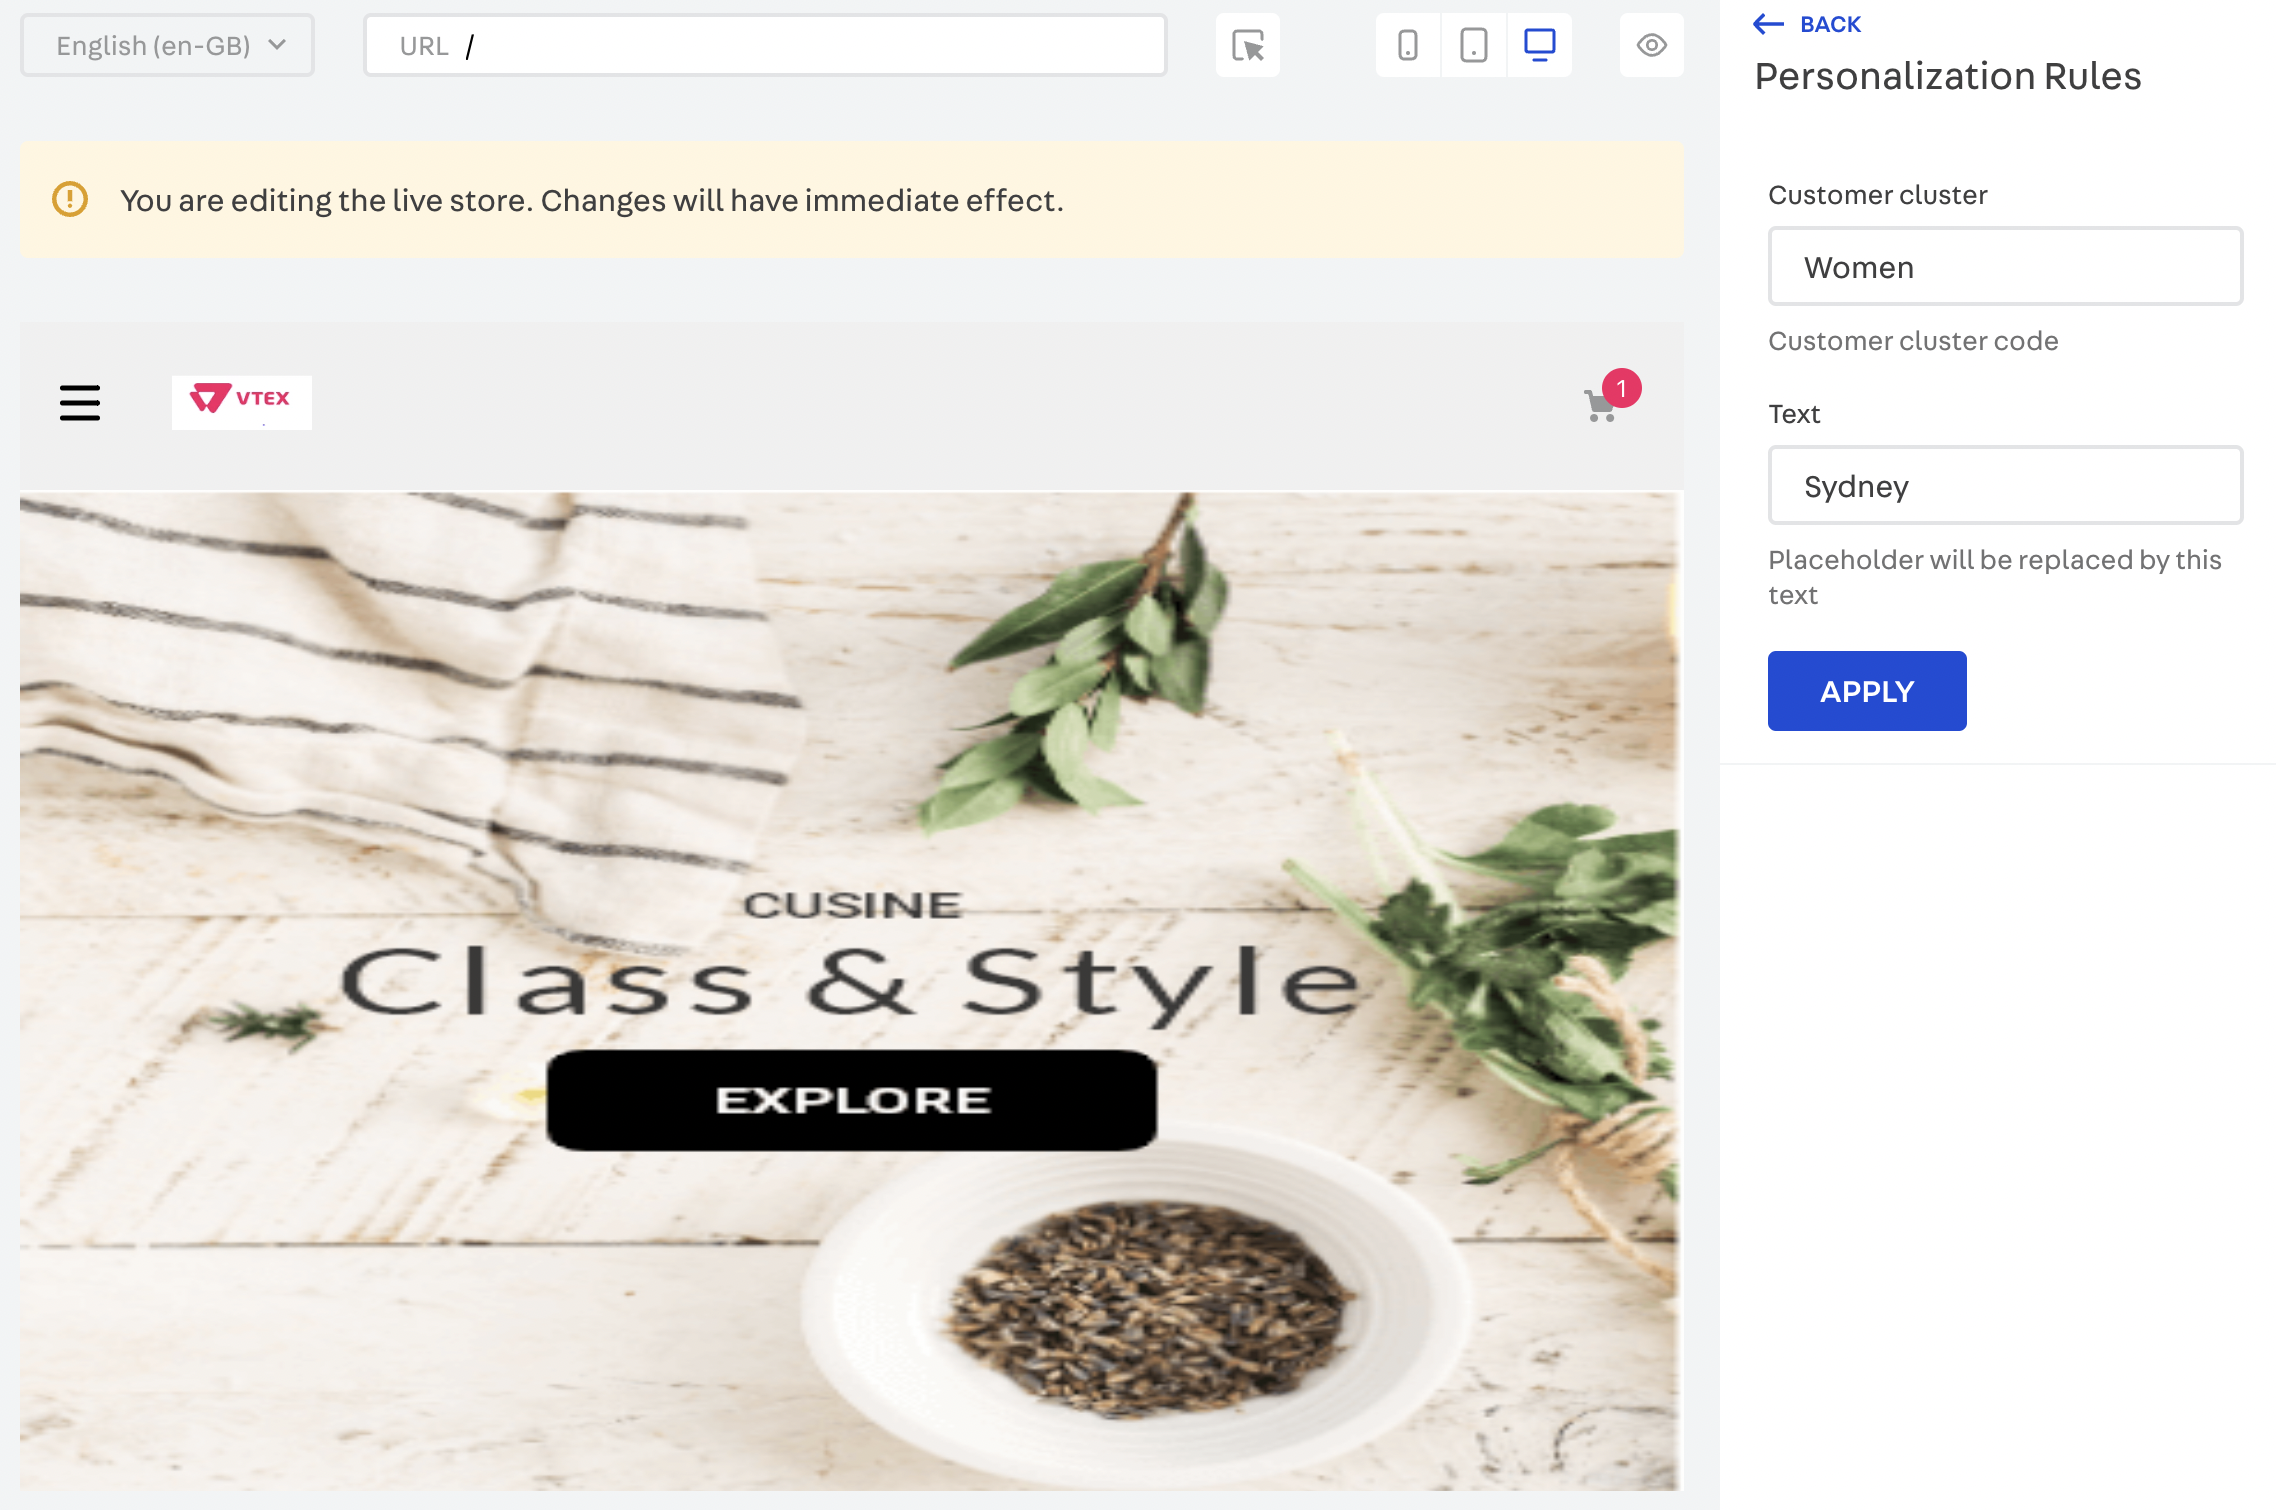 English (en-GB)
URL /
BACK
Personalization Rules
You are editing the live store. Changes will have immediate effect.
Customer cluster
Women
Customer cluster code
Text
Sydney
Placeholder will be replaced by this
text
APPLY
VTEX
1
CUSINE
Class & Style
EXPLORE